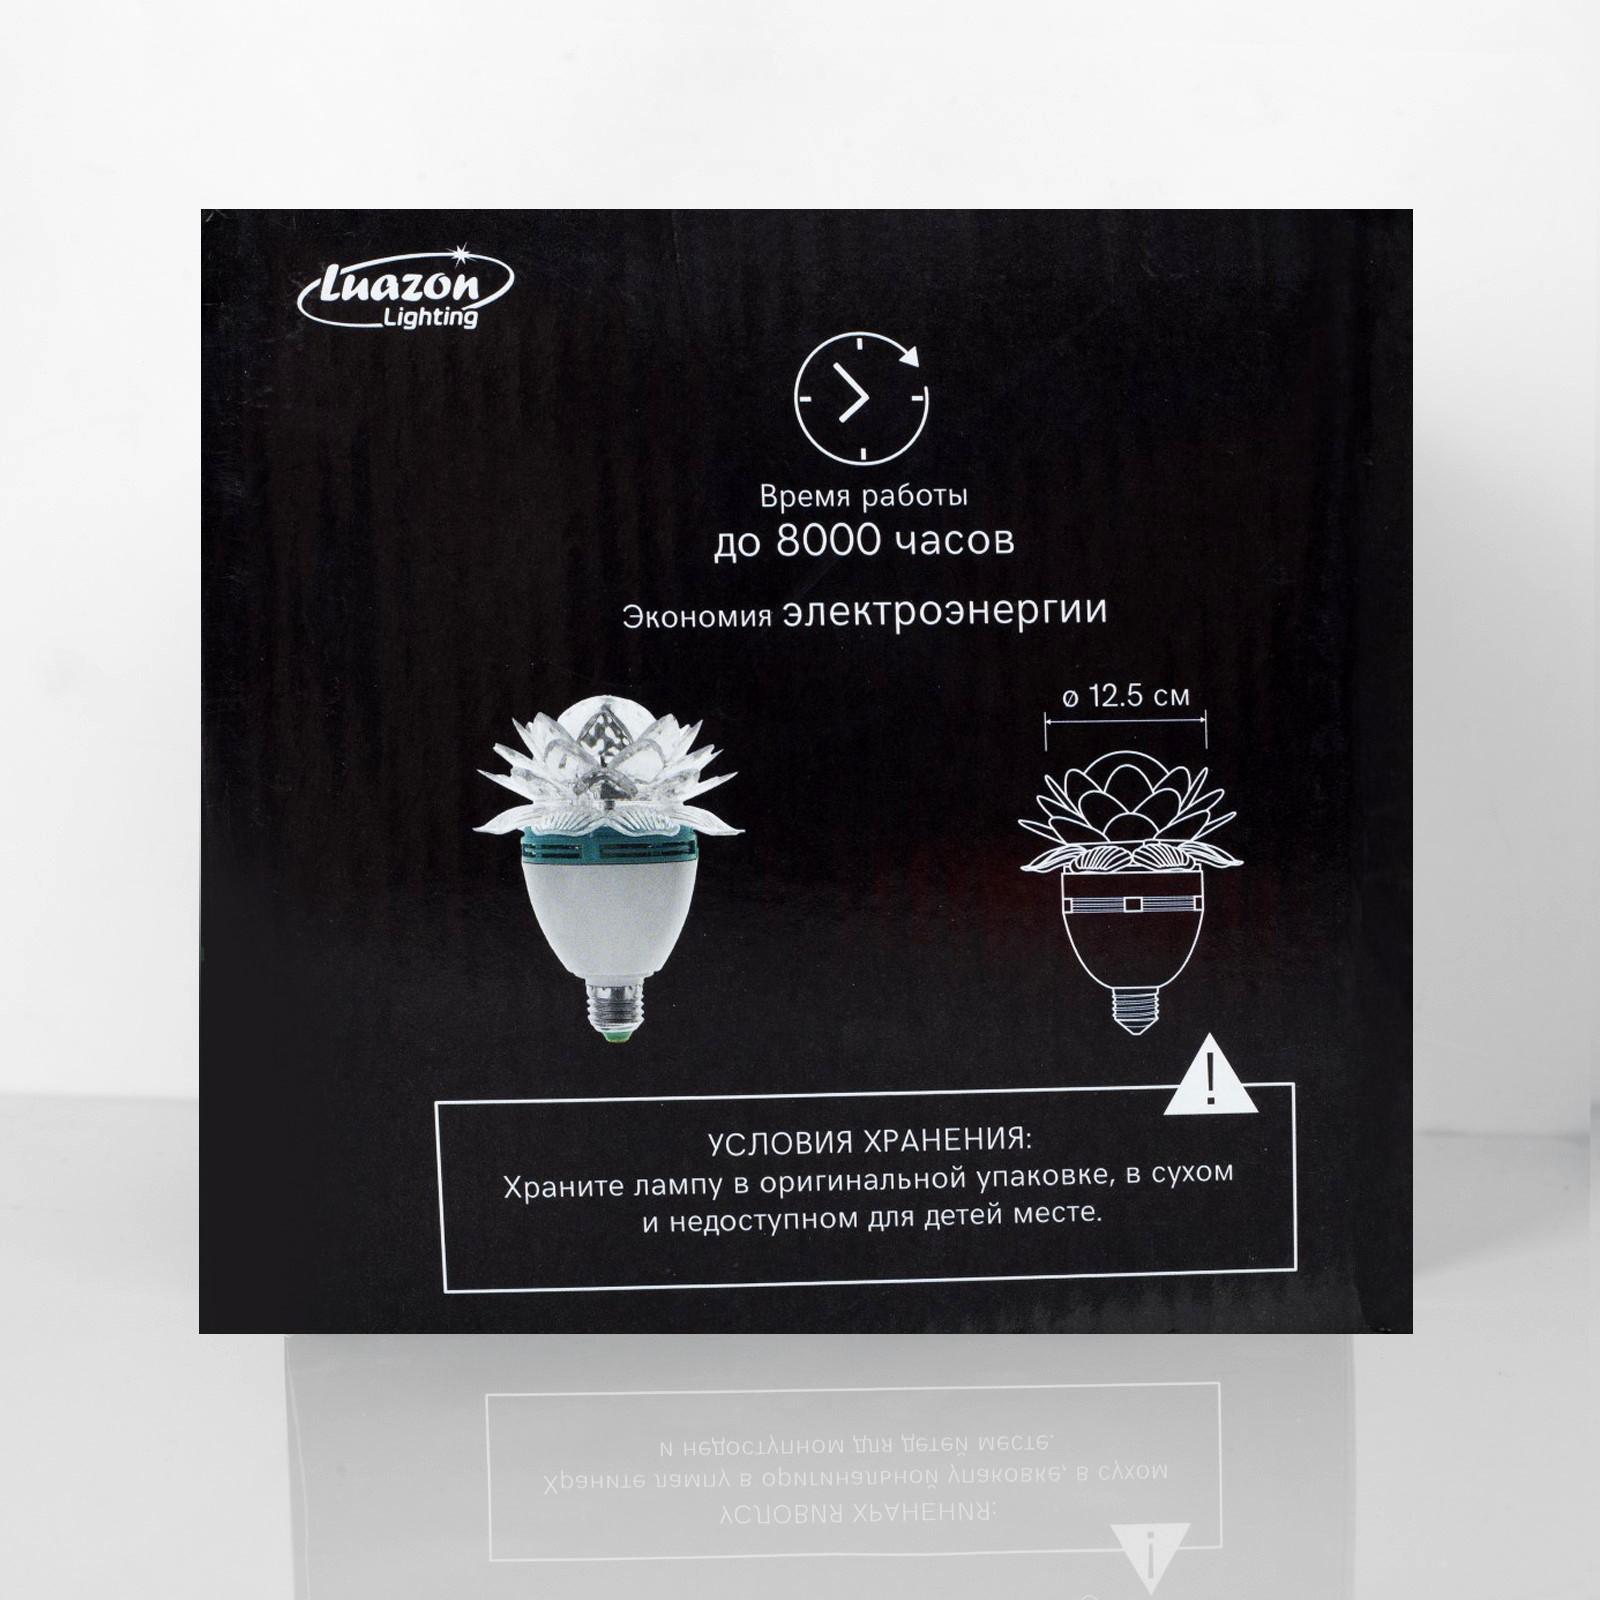 Luazon
Lighting
Время работы
до 8000 часов
Экономия электроэнергии
ø 12.5 см
!
УСЛОВИЯ ХРАНЕНИЯ:
Храните лампу в оригинальной упаковке, в сухом
и недоступном для детей месте.